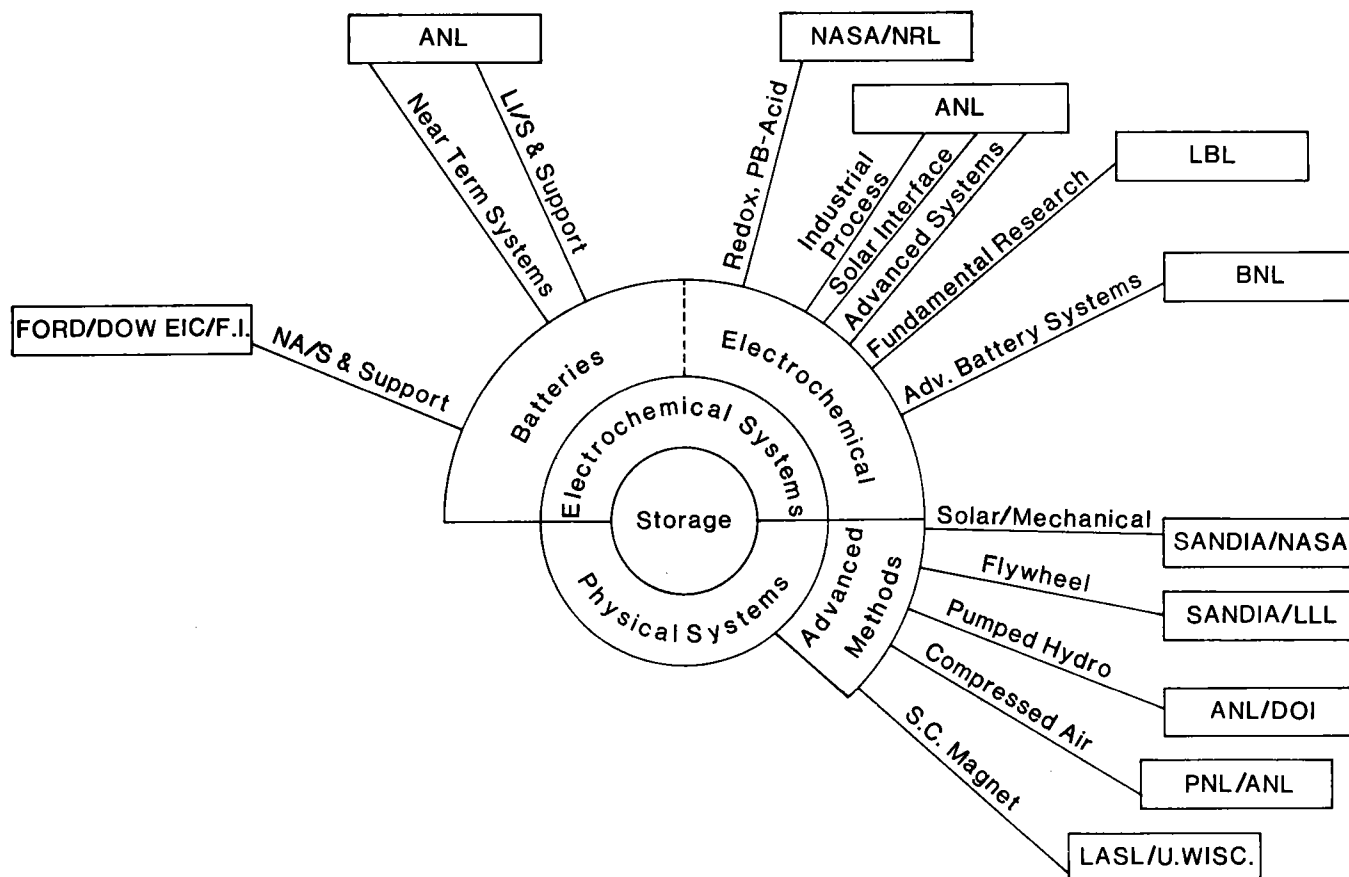 ANL
NASA/NRL
ANL
LBL
BNL
FORD/DOW EIC/F.I.
Near Term Systems
LI/S & Support
NA/S & Support
Redox, PB-Acid
Industrial
Process
Solar Interface
Advanced Systems
Fundamental Research
Adv. Battery Systems
Batteries
Electrochemical
Electrochemical Systems
Storage
Physical Systems
Advanced
Methods
Solar/Mechanical
SANDIA/NASA
Flywheel
SANDIA/LLL
Pumped Hydro
ANL/DOI
Compressed Air
PNL/ANL
S.C. Magnet
LASL/U.WISC.